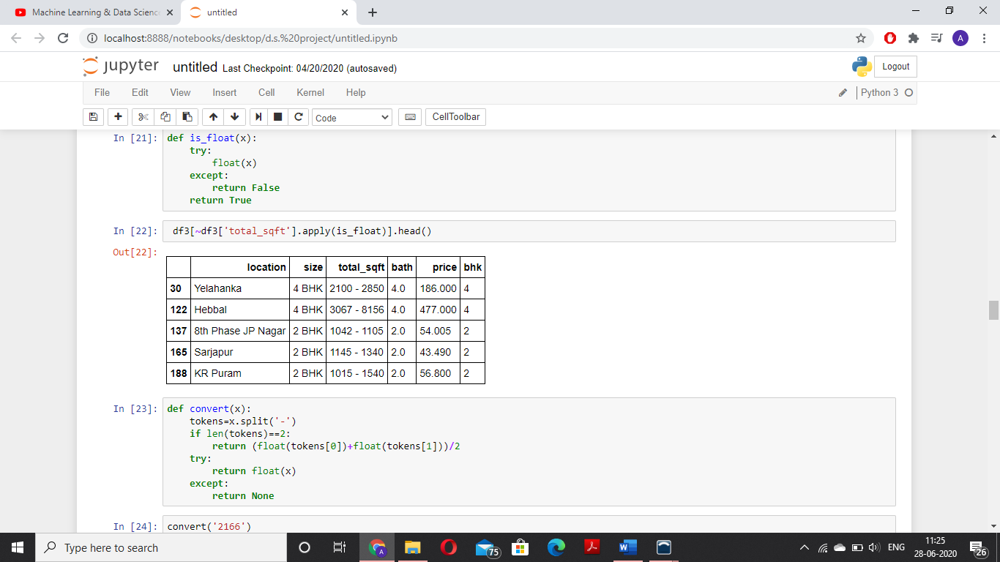 Machine Learning & Data Scienc
untitled
localhost:8888/notebooks/desktop/d.s.%20project/untitled.ipynb
A
jupyter untitled Last Checkpoint: 04/20/2020 (autosaved)
Logout
File Edit View Insert Cell Kernel Help
Python 3
Code
CellToolbar
In [21]: def is_float(x):
    try:
        float(x)
    except:
        return False
    return True
In [22]: df3[~df3['total_sqft'].apply(is_float)].head()
Out[22]:
location size total_sqft bath price bhk
30 Yelahanka 4 BHK 2100 - 2850 4.0 186.000 4
122 Hebbal 4 BHK 3067 - 8156 4.0 477.000 4
137 8th Phase JP Nagar 2 BHK 1042 - 1105 2.0 54.005 2
165 Sarjapur 2 BHK 1145 - 1340 2.0 43.490 2
188 KR Puram 2 BHK 1015 - 1540 2.0 56.800 2
In [23]: def convert(x):
    tokens=x.split('-')
    if len(tokens)==2:
        return (float(tokens[0])+float(tokens[1]))/2
    try:
        return float(x)
    except:
        return None
In [24]: convert('2166')
Type here to search
A
75
ENG
11:25
28-06-2020
26